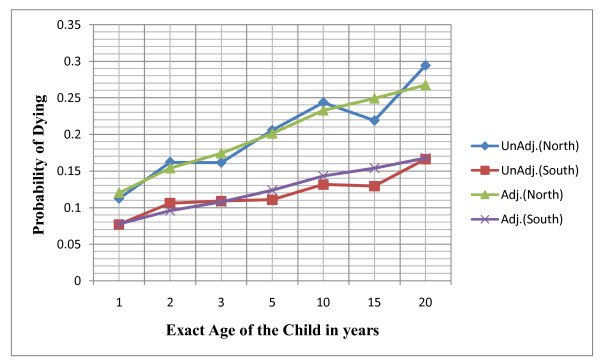 0.35
0.3
0.25
0.2
0.15
0.1
0.05
0
Probability of Dying
1 2 3 5 10 15 20
Exact Age of the Child in years
UnAdj.(North)
UnAdj.(South)
Adj.(North)
Adj.(South)